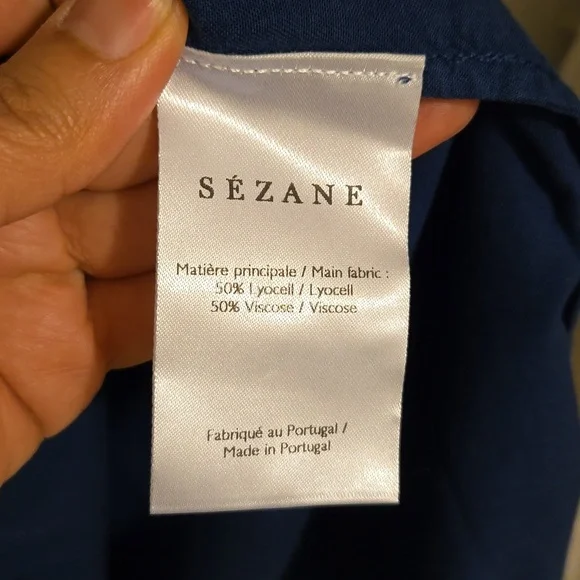 SÉZANE
Matière principale / Main fabric :
50% Lyocell / Lyocell
50% Viscose / Viscose
Fabriqué au Portugal /
Made in Portugal